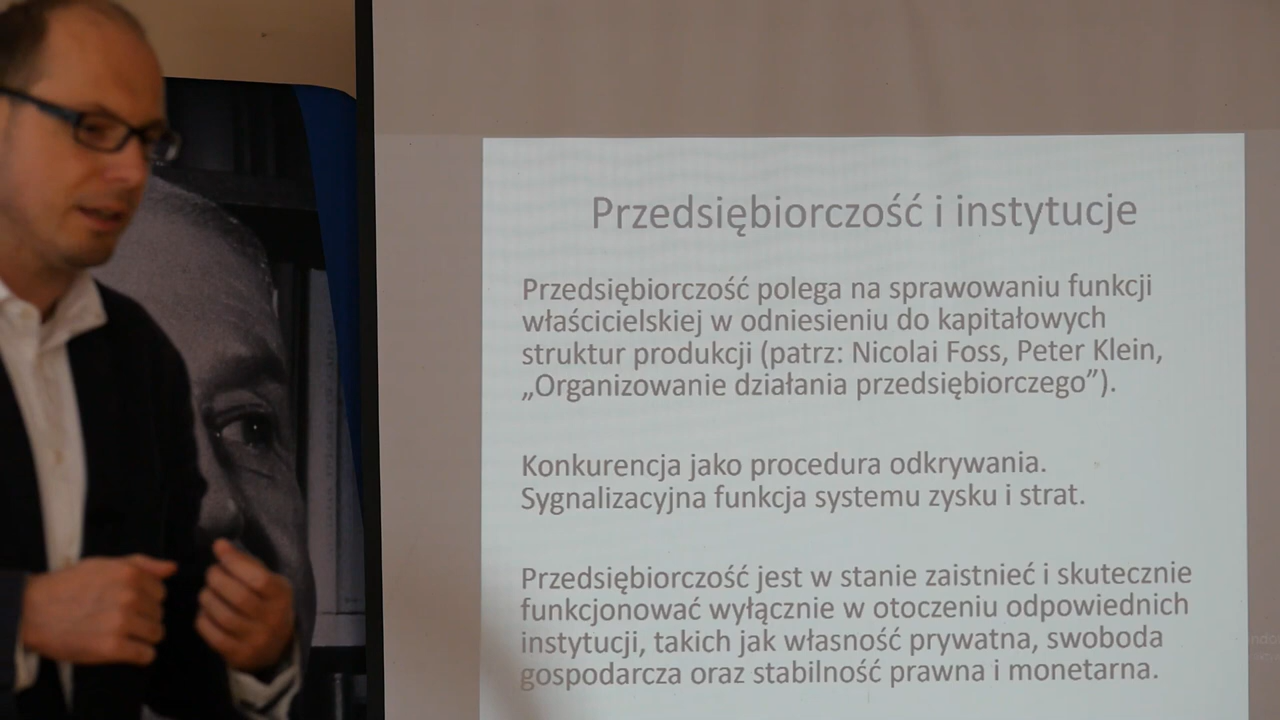 Przedsiębiorczość i instytucje
Przedsiębiorczość polega na sprawowaniu funkcji
właścicielskiej w odniesieniu do kapitałowych
struktur produkcji (patrz: Nicolai Foss, Peter Klein,
„Organizowanie działania przedsiębiorczego”).
Konkurencja jako procedura odkrywania.
Sygnalizacyjna funkcja systemu zysku i strat.
Przedsiębiorczość jest w stanie zaistnieć i skutecznie
funkcjonować wyłącznie w otoczeniu odpowiednich
instytucji, takich jak własność prywatna, swoboda
gospodarcza oraz stabilność prawna i monetarna.